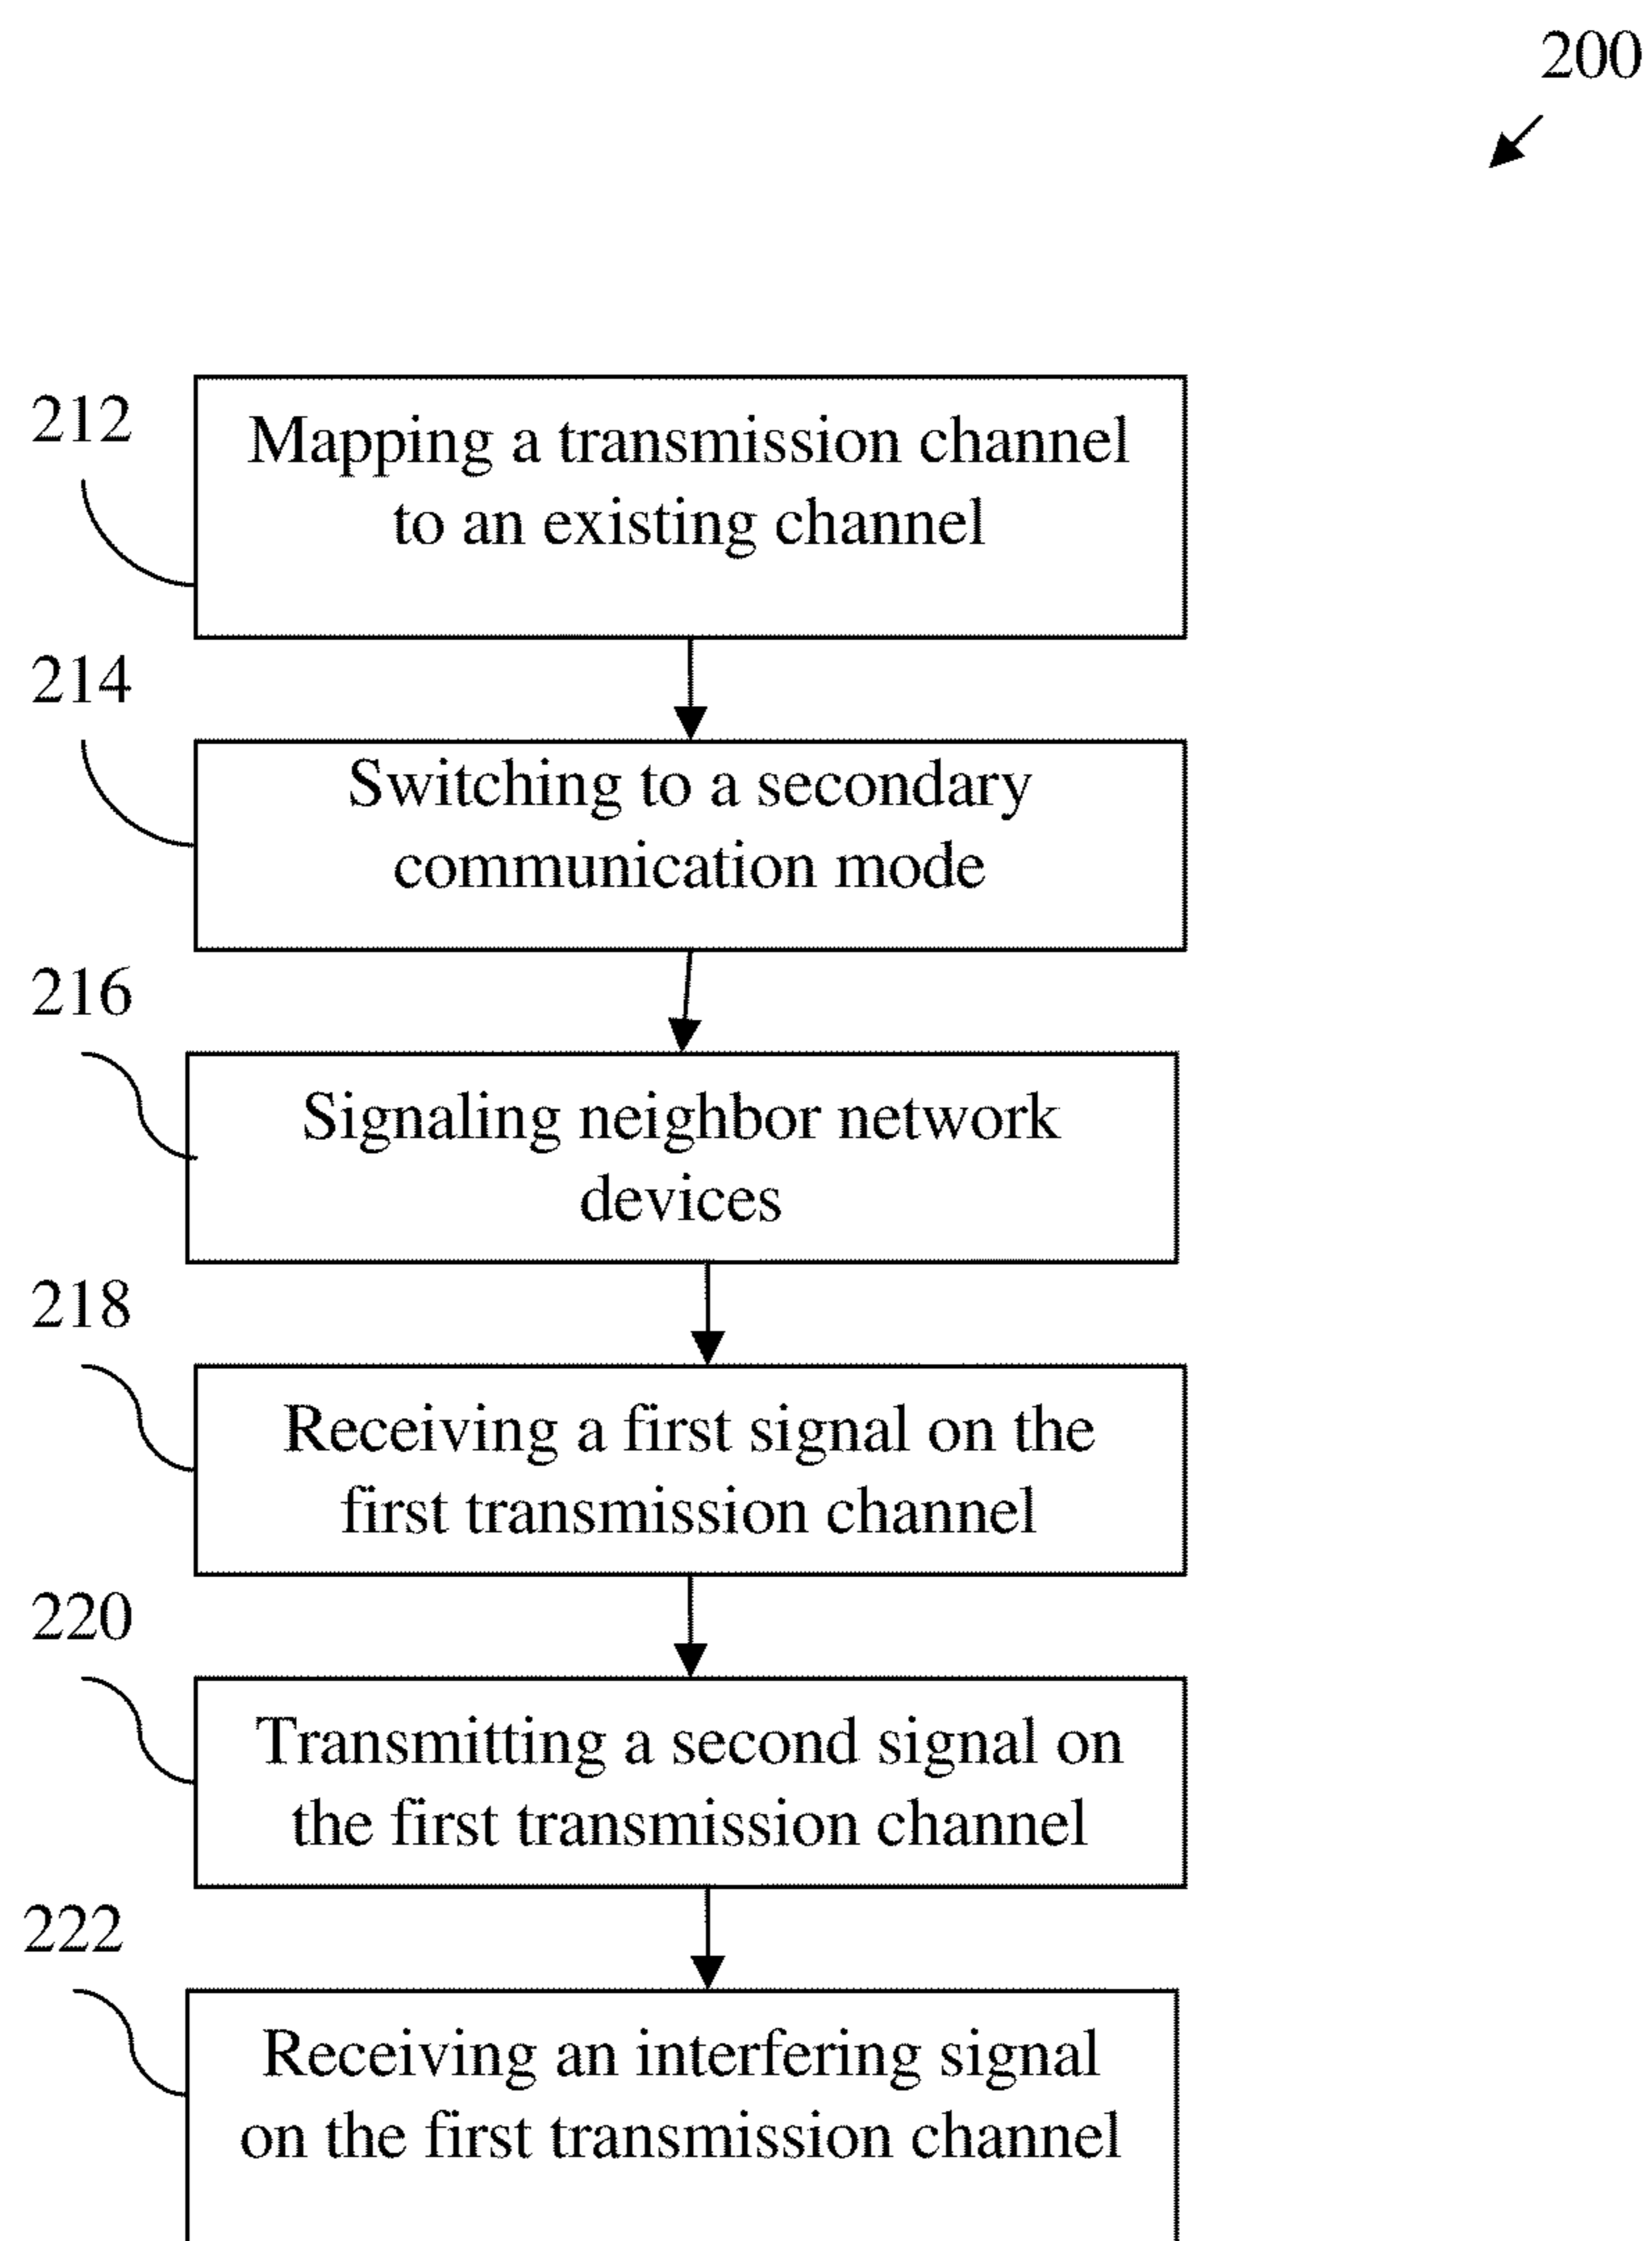 200
212
Mapping a transmission channel
to an existing channel
214
Switching to a secondary
communication mode
216
Signaling neighbor network
devices
218
Receiving a first signal on the
first transmission channel
220
Transmitting a second signal on
the first transmission channel
222
Receiving an interfering signal
on the first transmission channel